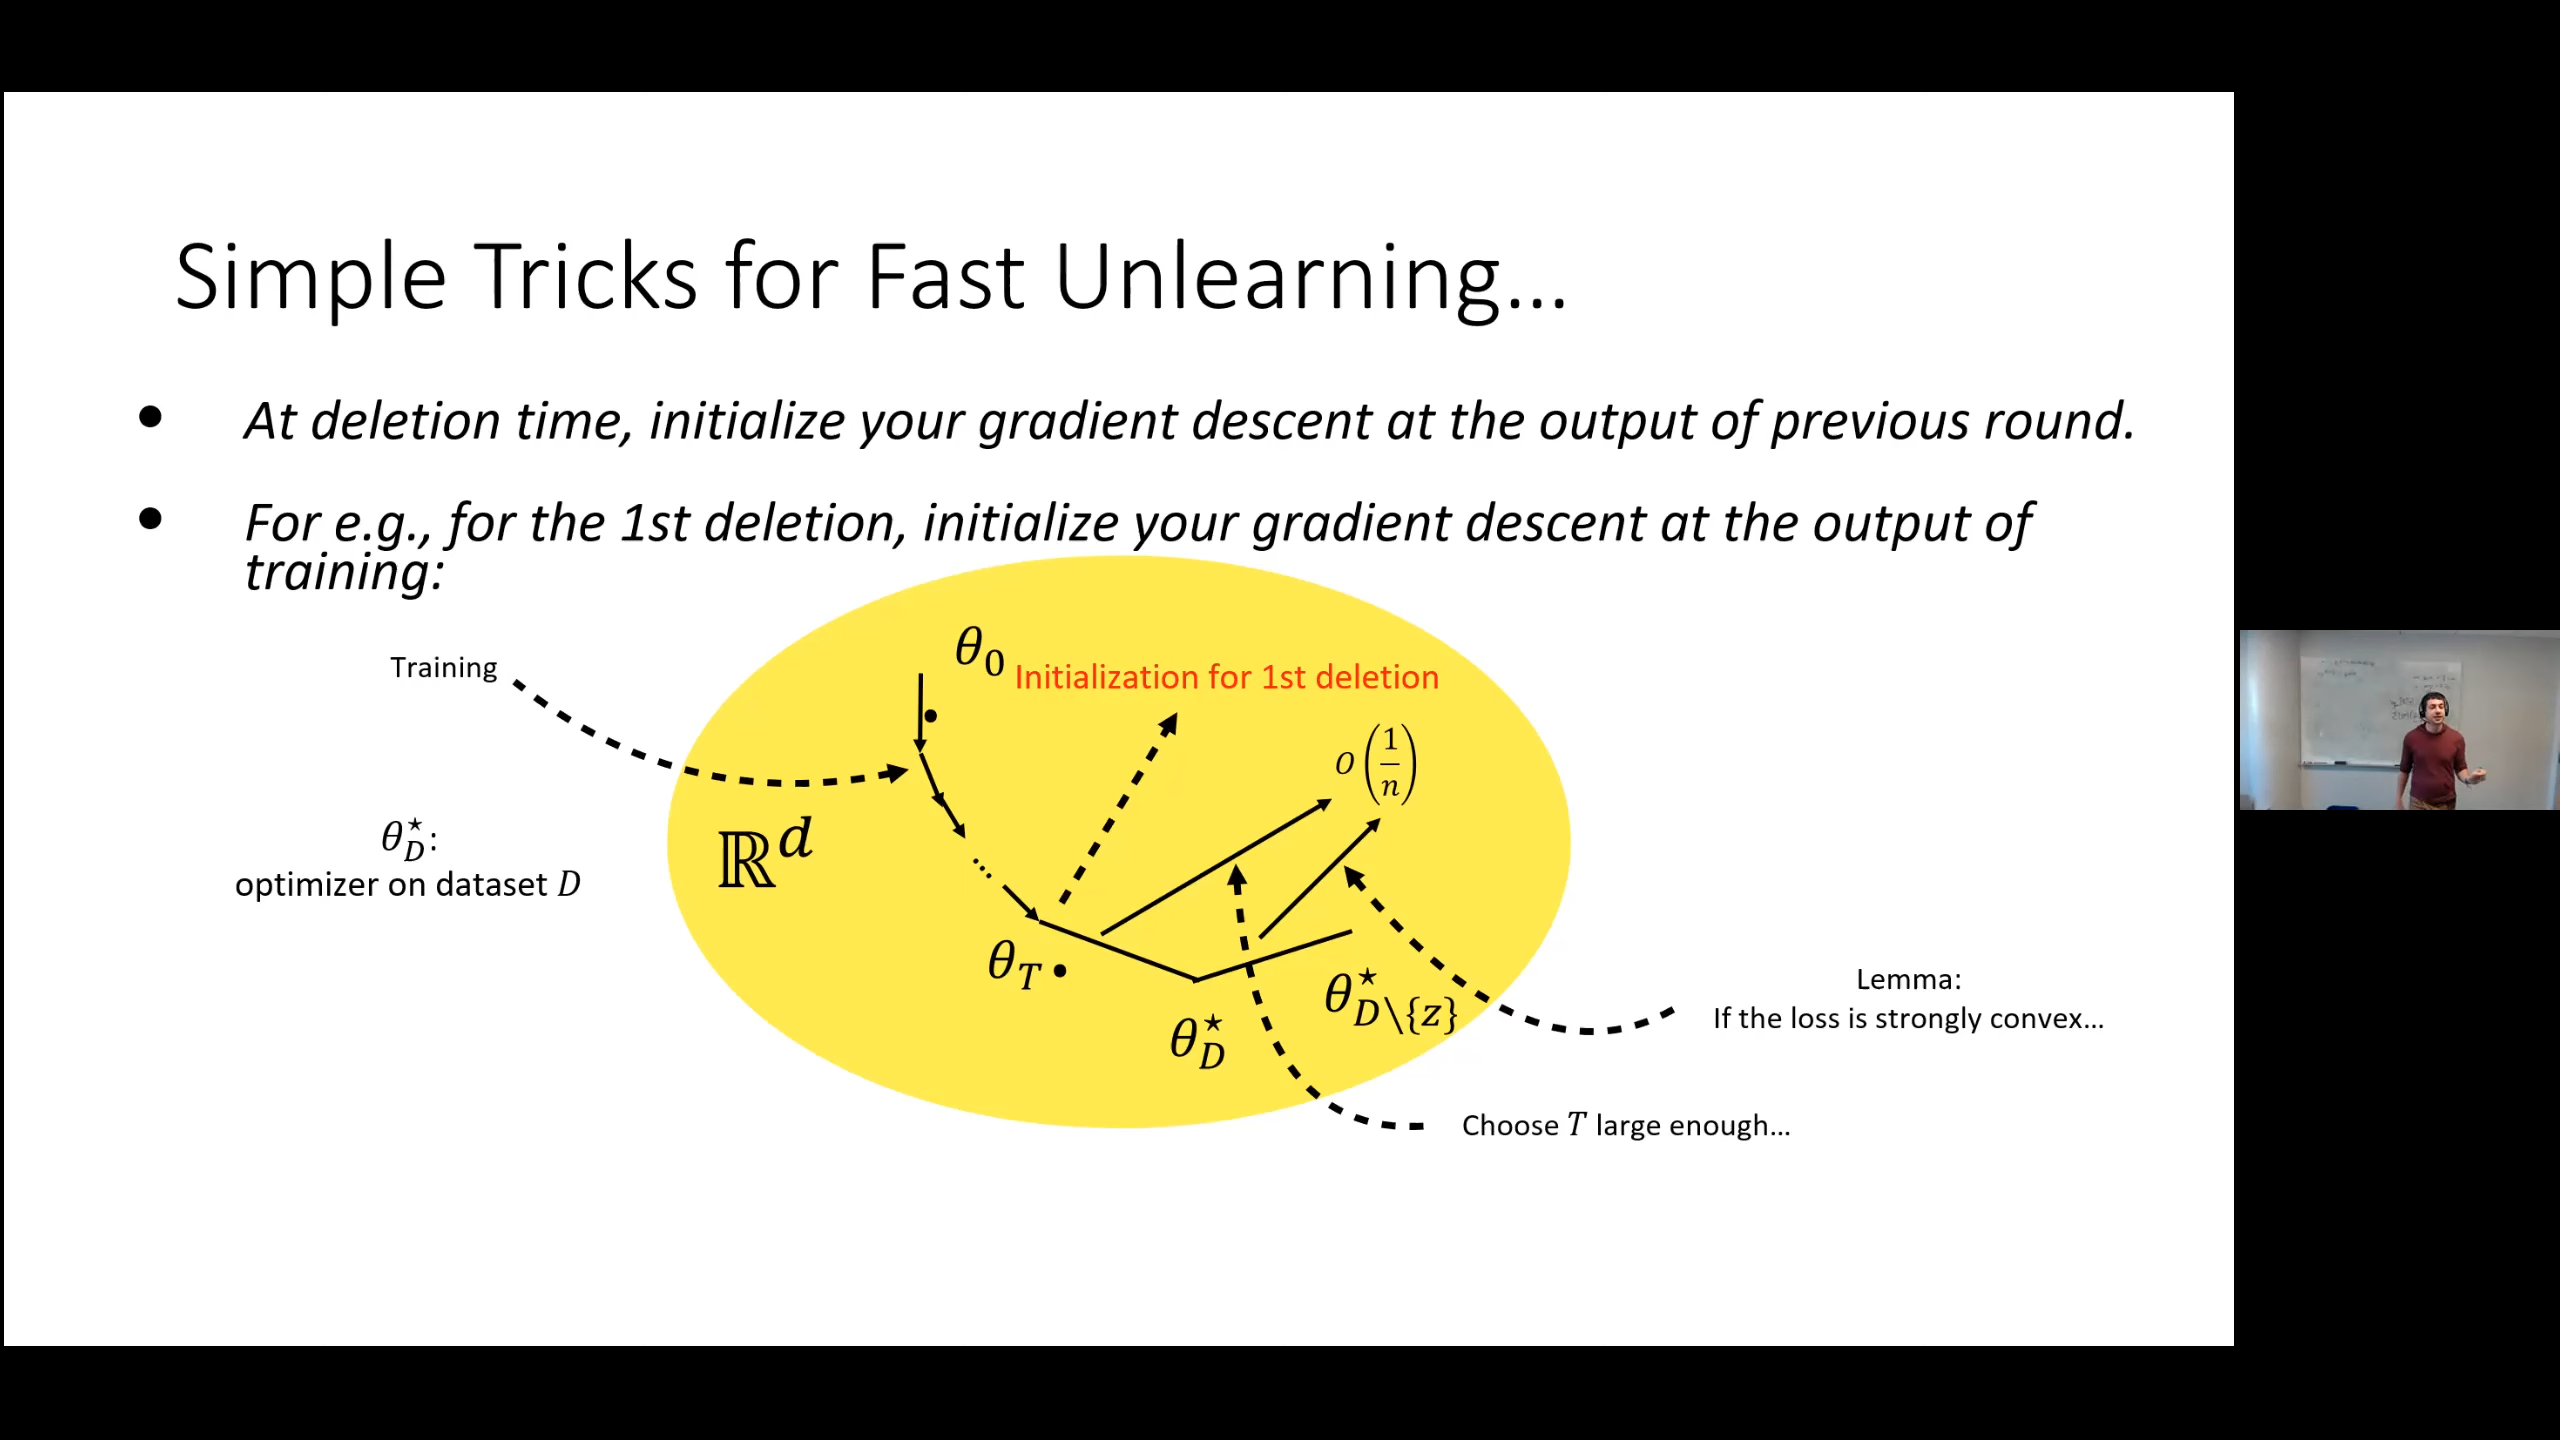 Simple Tricks for Fast Unlearning…
• At deletion time, initialize your gradient descent at the output of previous round.
• For e.g., for the 1st deletion, initialize your gradient descent at the output of
training:
Training
θ₀
Initialization for 1st deletion
O(1/n)
θ*_D:
optimizer on dataset D
ℝ^d
…
θ_T
θ*_D
θ*_{D\{z}}
Lemma:
If the loss is strongly convex…
Choose T large enough…